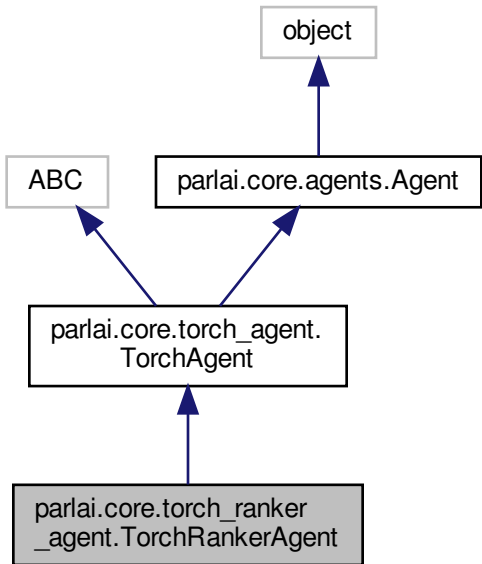 object
ABC
parlai.core.agents.Agent
parlai.core.torch_agent.
TorchAgent
parlai.core.torch_ranker
_agent.TorchRankerAgent